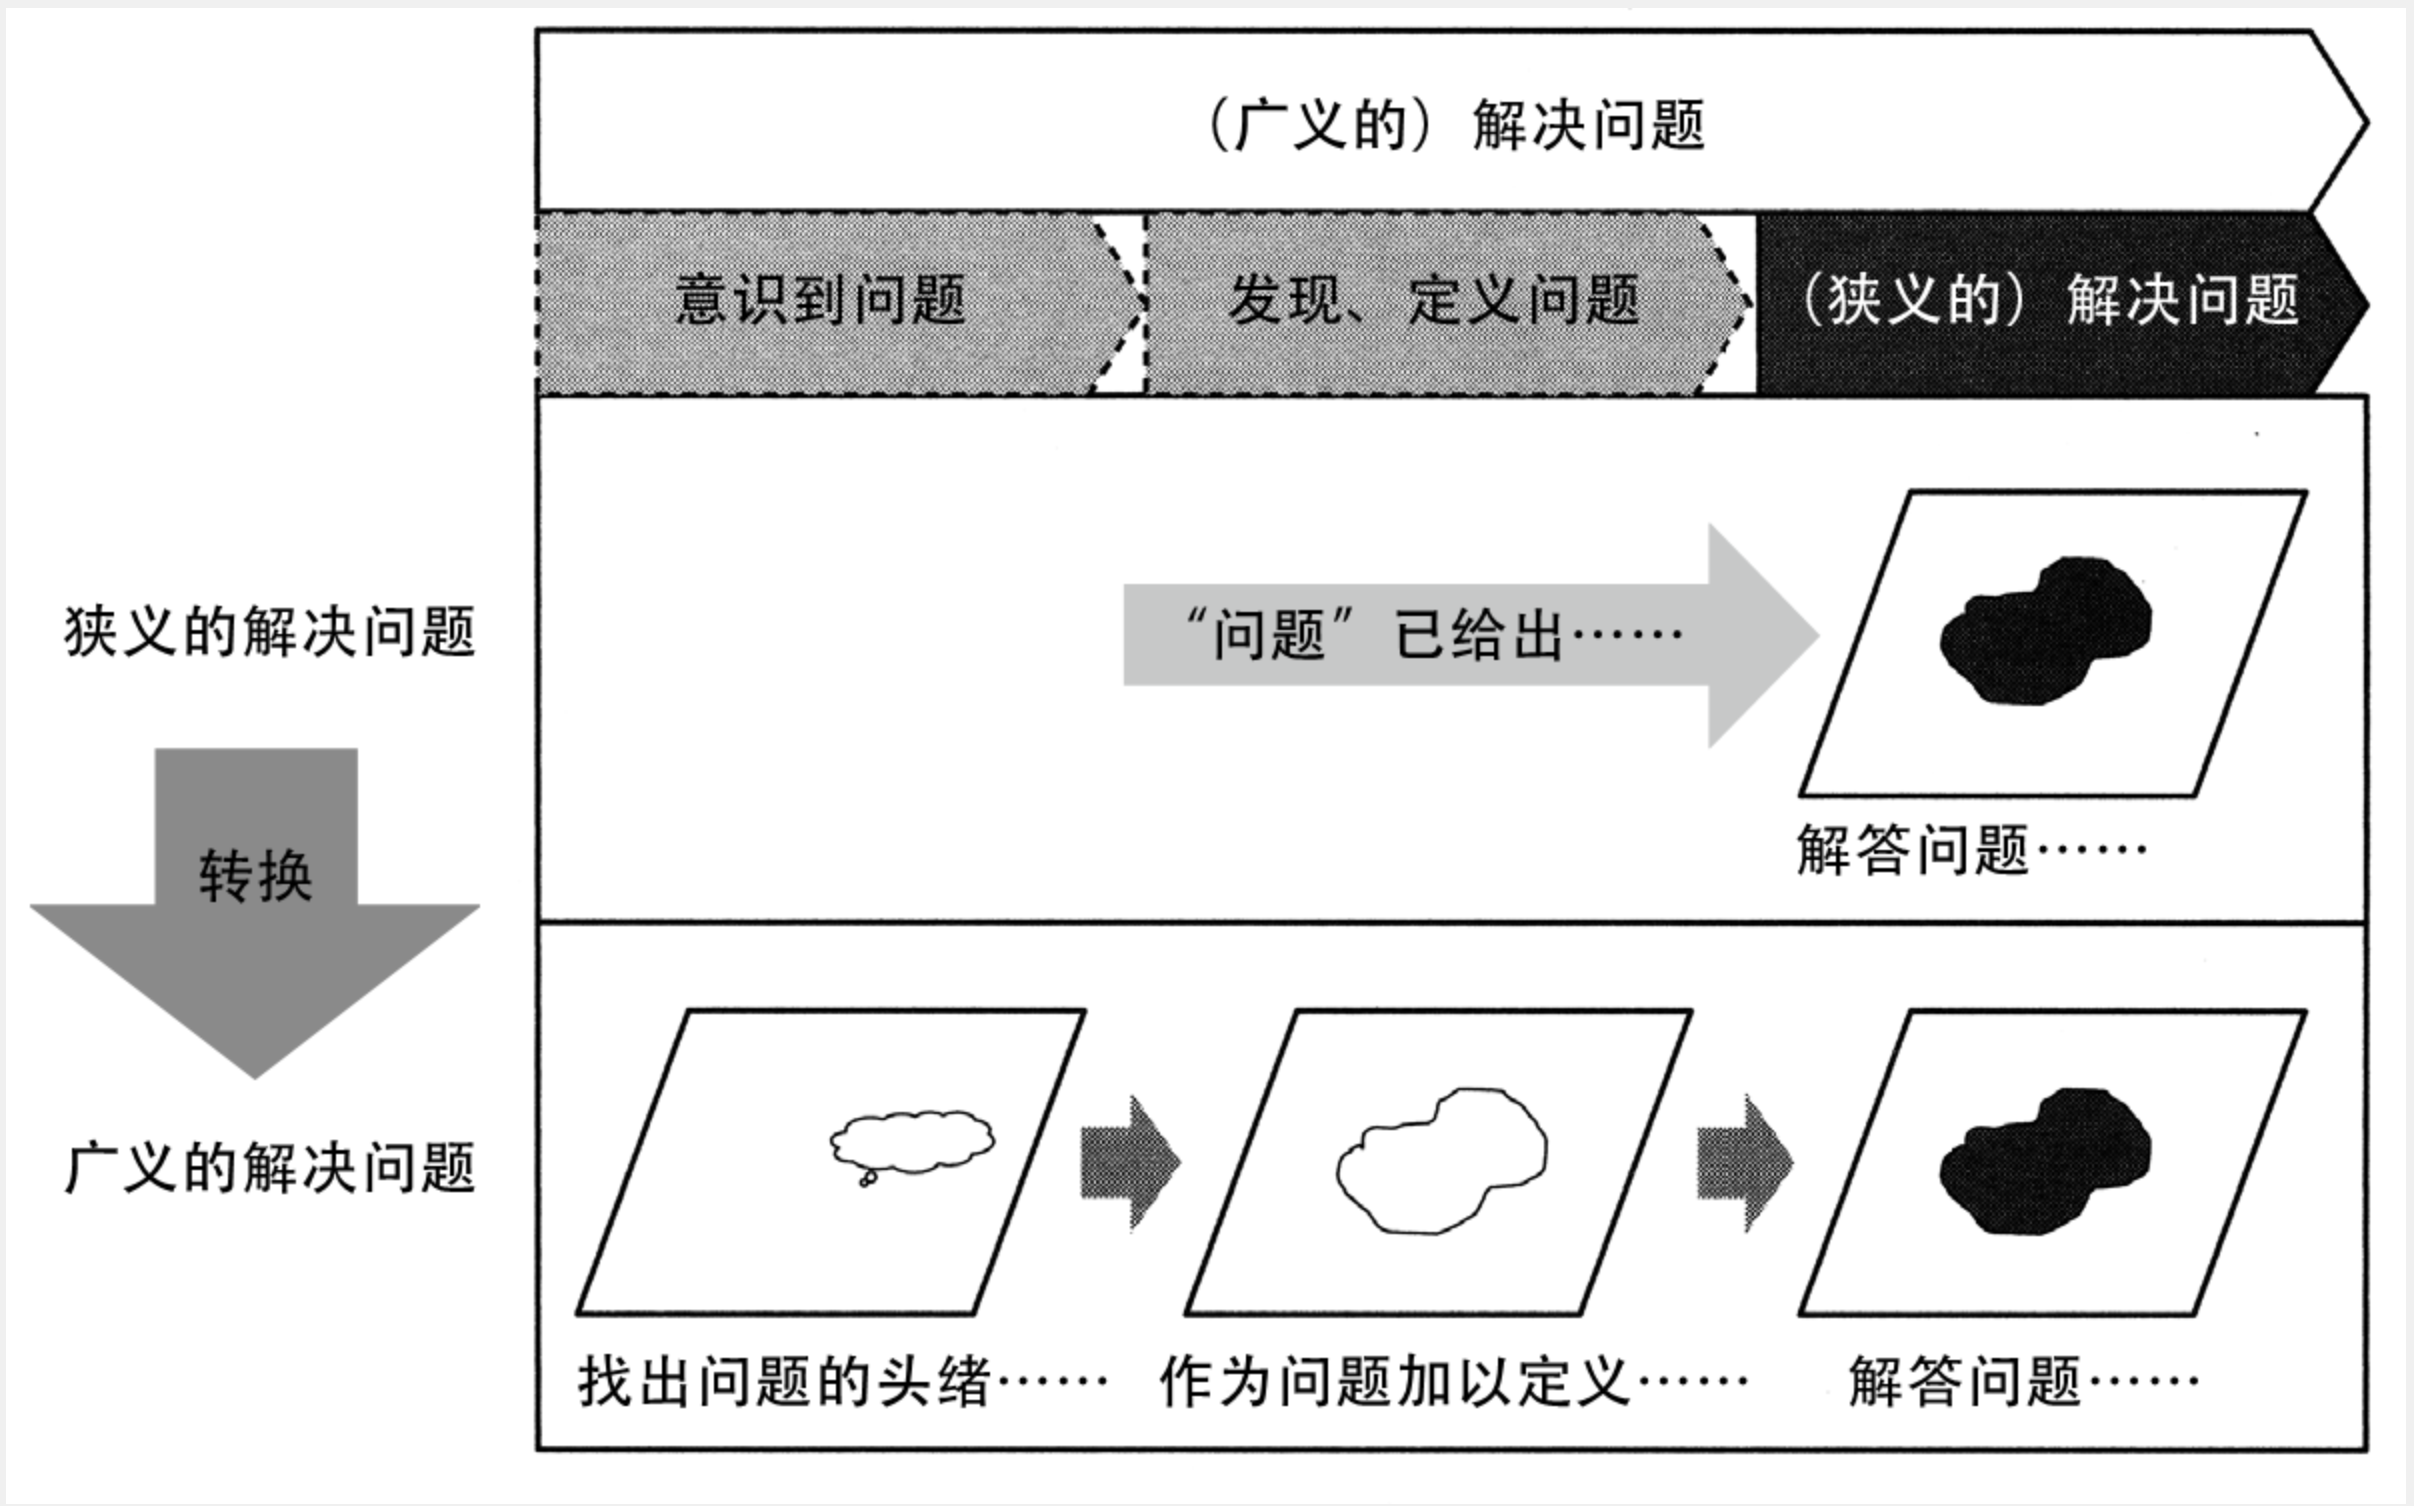 （广义的）解决问题
意识到问题
发现、定义问题
（狭义的）解决问题
狭义的解决问题
“问题”已给出……
解答问题……
转换
广义的解决问题
找出问题的头绪……
作为问题加以定义……
解答问题……